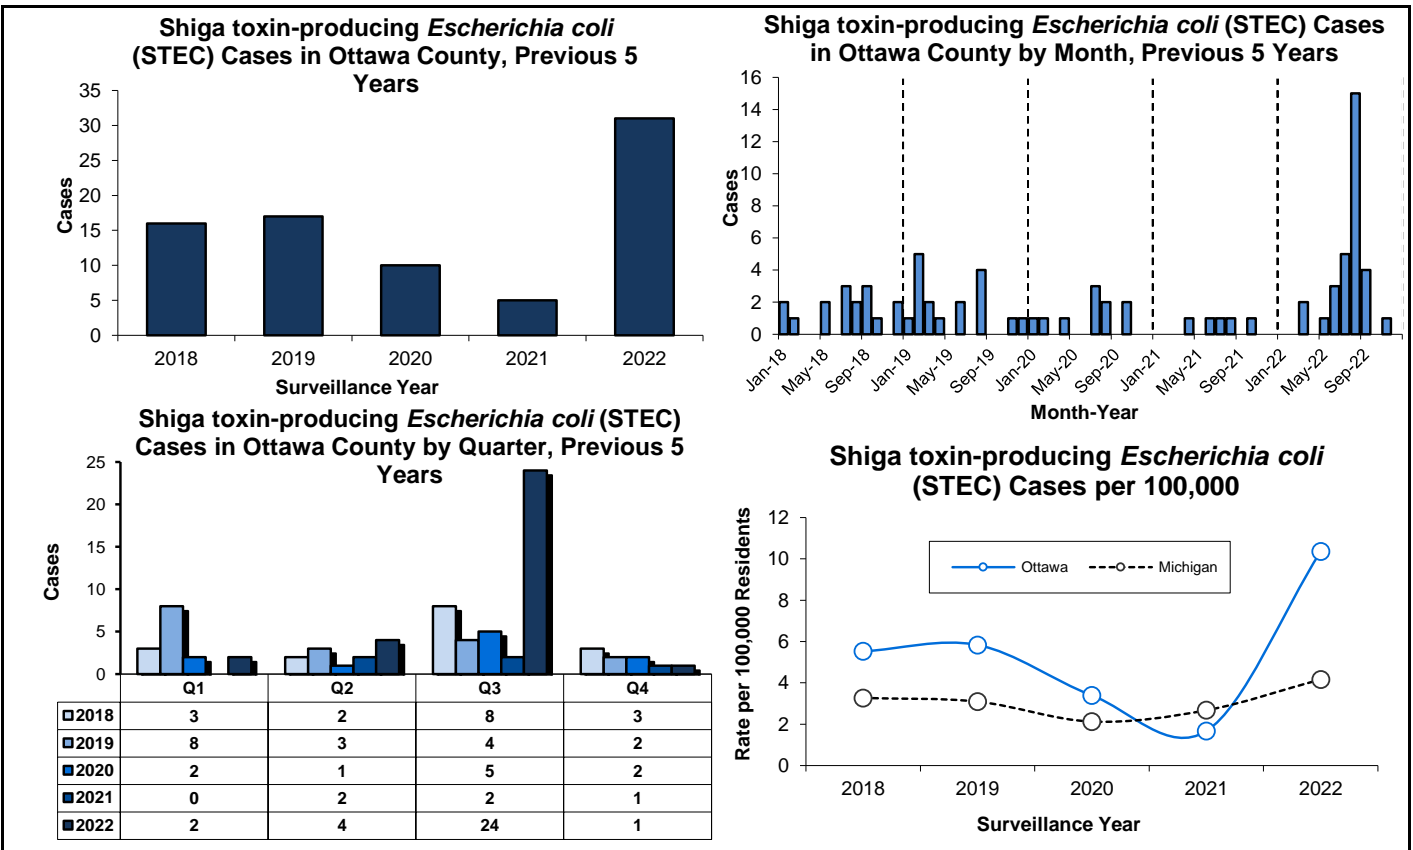 Shiga toxin-producing Escherichia coli
(STEC) Cases in Ottawa County, Previous 5
Years
35
30
25
20
15
10
5
0
Cases
2018 2019 2020 2021 2022
Surveillance Year
Shiga toxin-producing Escherichia coli (STEC) Cases
in Ottawa County by Month, Previous 5 Years
16
14
12
10
8
6
4
2
0
Cases
Jan-18 May-18 Sep-18 Jan-19 May-19 Sep-19 Jan-20 May-20 Sep-20 Jan-21 May-21 Sep-21 Jan-22 May-22 Sep-22
Month-Year
Shiga toxin-producing Escherichia coli (STEC)
Cases in Ottawa County by Quarter, Previous 5
Years
25
20
15
10
5
0
Cases
Q1 Q2 Q3 Q4
2018 3 2 8 3
2019 8 3 4 2
2020 2 1 5 2
2021 0 2 2 1
2022 2 4 24 1
Shiga toxin-producing Escherichia coli
(STEC) Cases per 100,000
12
10
8
6
4
2
0
Rate per 100,000 Residents
Ottawa Michigan
2018 2019 2020 2021 2022
Surveillance Year